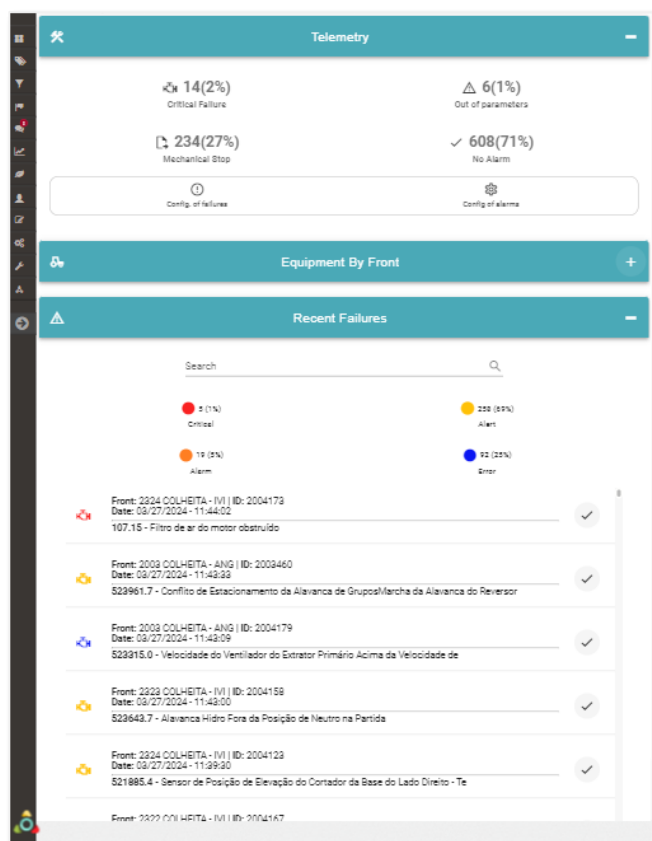 Telemetry
14(2%)
Critical Failure
6(1%)
Out of parameters
234(27%)
Mechanical Stop
608(71%)
No Alarm
Config. of failures
Config of alarms
Equipment By Front
Recent Failures
Search
5 (1%)
Critical
258 (69%)
Alert
19 (5%)
Alarm
92 (25%)
Error
Front: 2324 COLHEITA - IVI | ID: 2004173
Date: 03/27/2024 - 11:44:02
107.15 - Filtro de ar do motor obstruído
Front: 2003 COLHEITA - ANG | ID: 2003460
Date: 03/27/2024 - 11:43:33
523961.7 - Conflito de Estacionamento da Alavanca de GruposMarcha da Alavanca do Reversor
Front: 2003 COLHEITA - ANG | ID: 2004179
Date: 03/27/2024 - 11:43:09
523315.0 - Velocidade do Ventilador do Extrator Primário Acima da Velocidade de
Front: 2323 COLHEITA - IVI | ID: 2004158
Date: 03/27/2024 - 11:43:00
523643.7 - Alavanca Hidro Fora da Posição de Neutro na Partida
Front: 2324 COLHEITA - IVI | ID: 2004123
Date: 03/27/2024 - 11:39:30
521885.4 - Sensor de Posição de Elevação do Cortador da Base do Lado Direito - Te
Front: 2322 COLHEITA - IVI | ID: 2004167